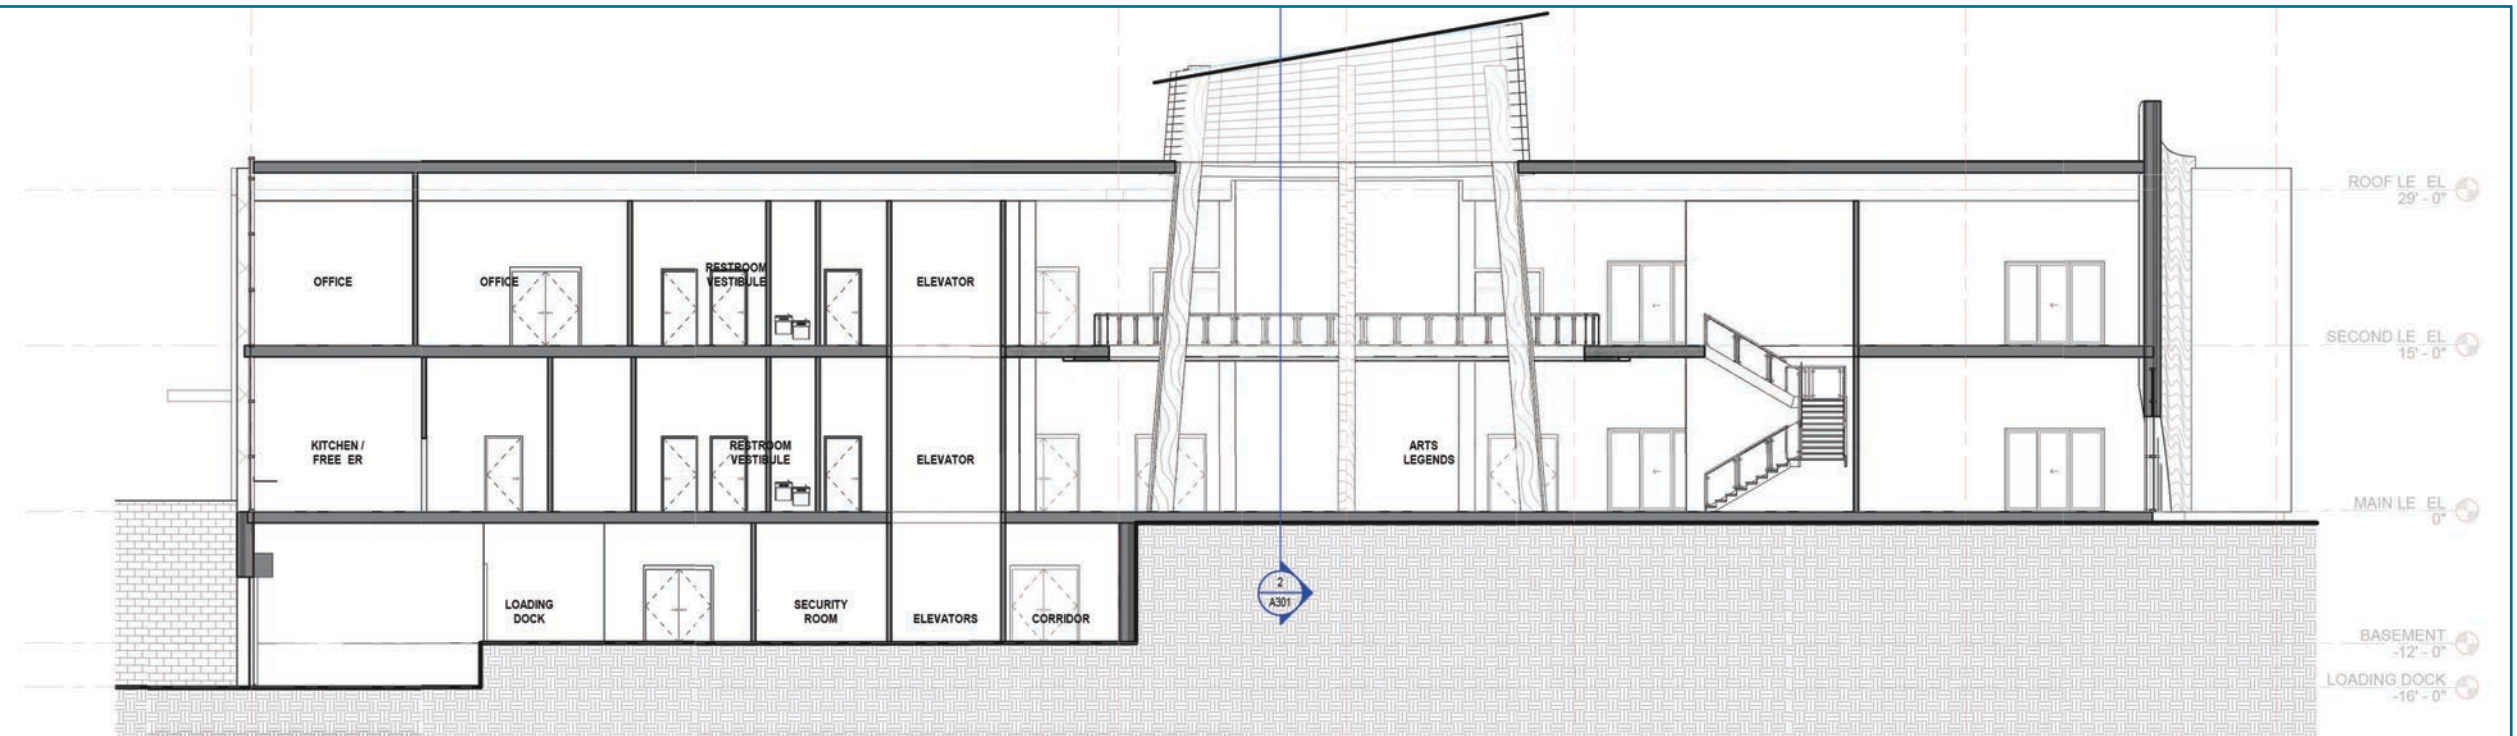 ROOF LE EL
29' - 0"
OFFICE
OFFICE
RESTROOM
VESTIBULE
ELEVATOR
SECOND LE EL
15' - 0"
KITCHEN /
FREE ER
RESTROOM
VESTIBULE
ELEVATOR
ARTS
LEGENDS
MAIN LE EL
0"
2
A301
LOADING
DOCK
SECURITY
ROOM
ELEVATORS
CORRIDOR
BASEMENT
-12' - 0"
LOADING DOCK
-16' - 0"